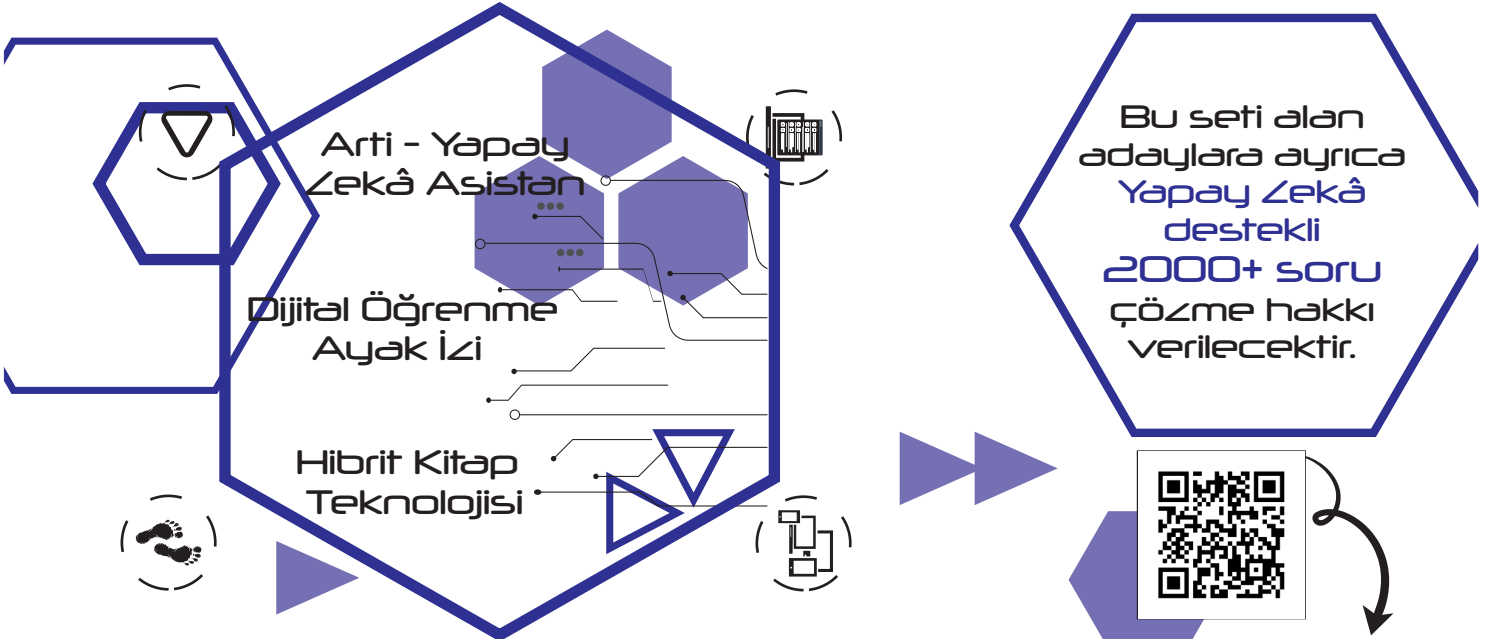 Arti - Yapay
Zekâ Asistan
Dijital Öğrenme
Ayak İzi
Hibrit Kitap
Teknolojisi
Bu seti alan
adaylara ayrıca
Yapay Zekâ
destekli
2000+ soru
çözme hakkı
verilecektir.